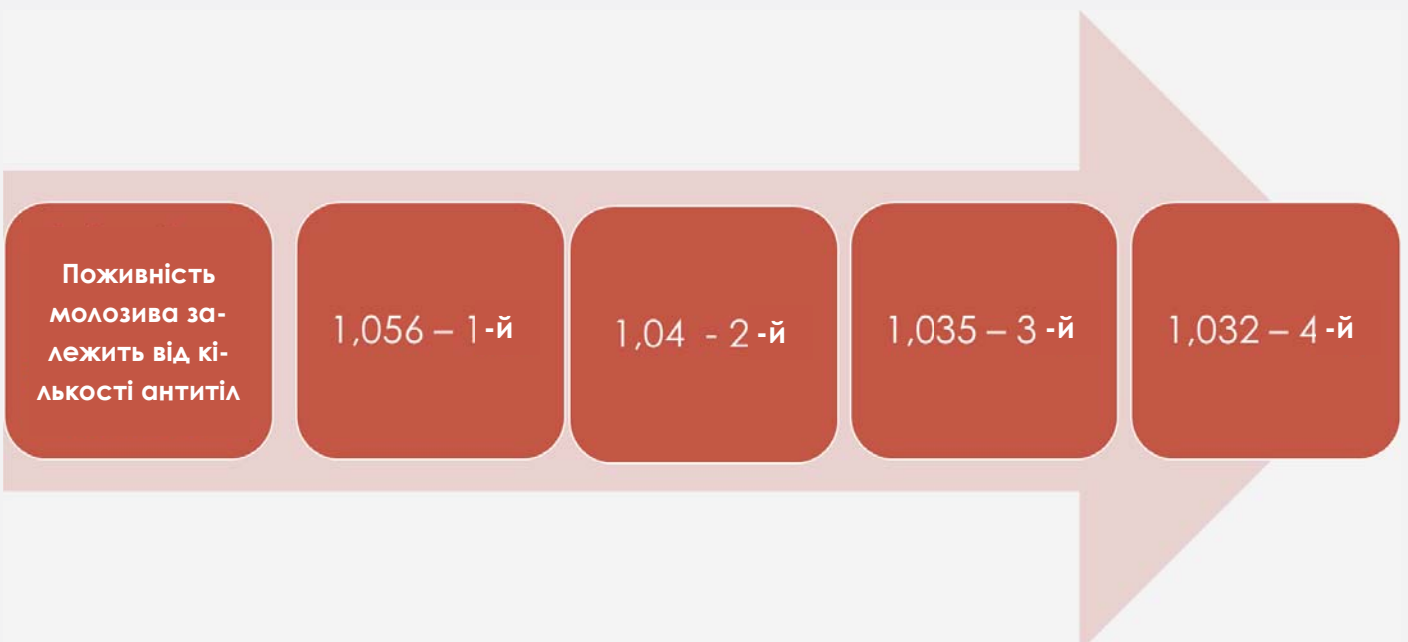 Поживність
молозива за-
лежить від кі-
лькості антитіл
1,056 – 1-й
1,04 - 2-й
1,035 – 3-й
1,032 – 4-й